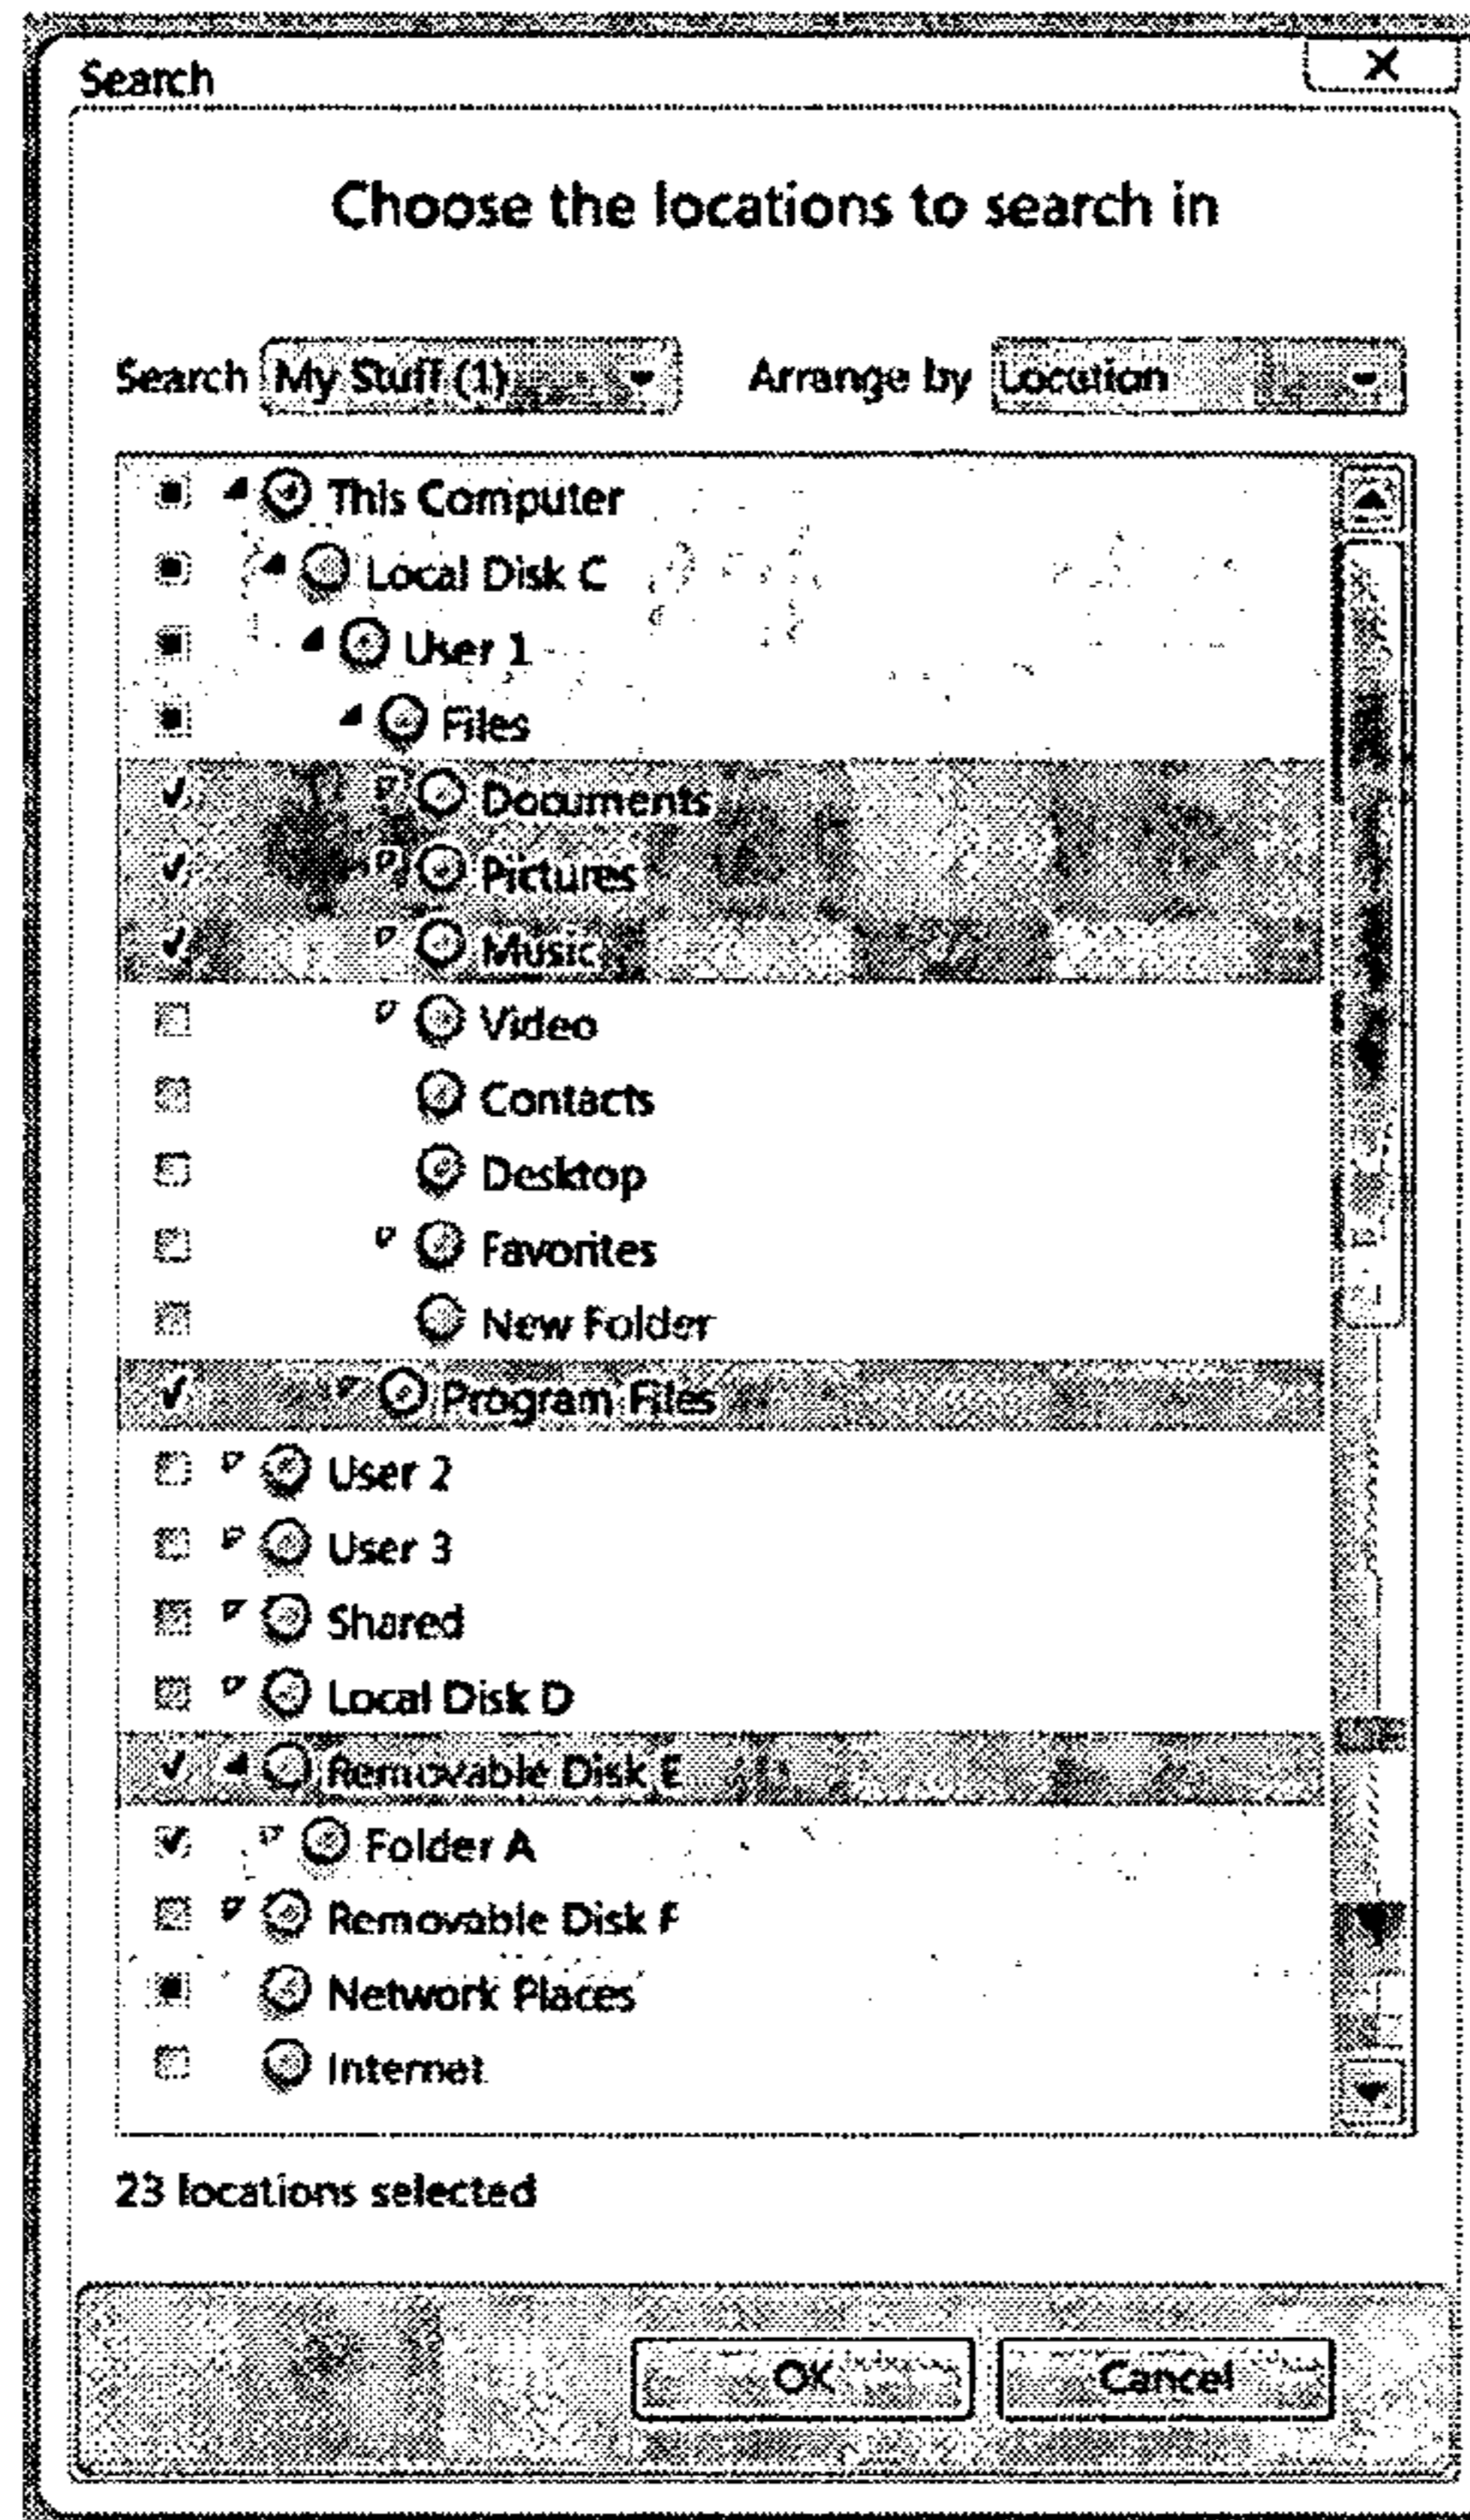 Search
Choose the locations to search in
Search My Stuff (1) Arrange by Location
This Computer
Local Disk C
User 1
Files
Documents
Pictures
Music
Video
Contacts
Desktop
Favorites
New Folder
Program Files
User 2
User 3
Shared
Local Disk D
Removable Disk E
Folder A
Removable Disk F
Network Places
Internet
23 locations selected
OK Cancel